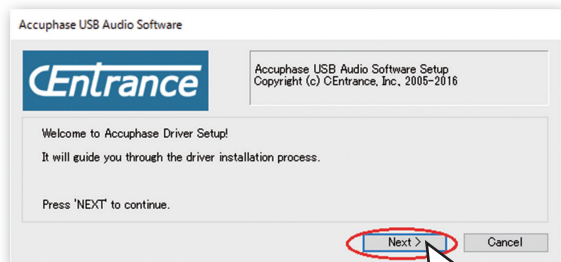 Accuphase USB Audio Software
CEntrance
Accuphase USB Audio Software Setup
Copyright (c) CEntrance, Inc., 2005-2016
Welcome to Accuphase Driver Setup!
It will guide you through the driver installation process.
Press 'NEXT' to continue.
Next >
Cancel